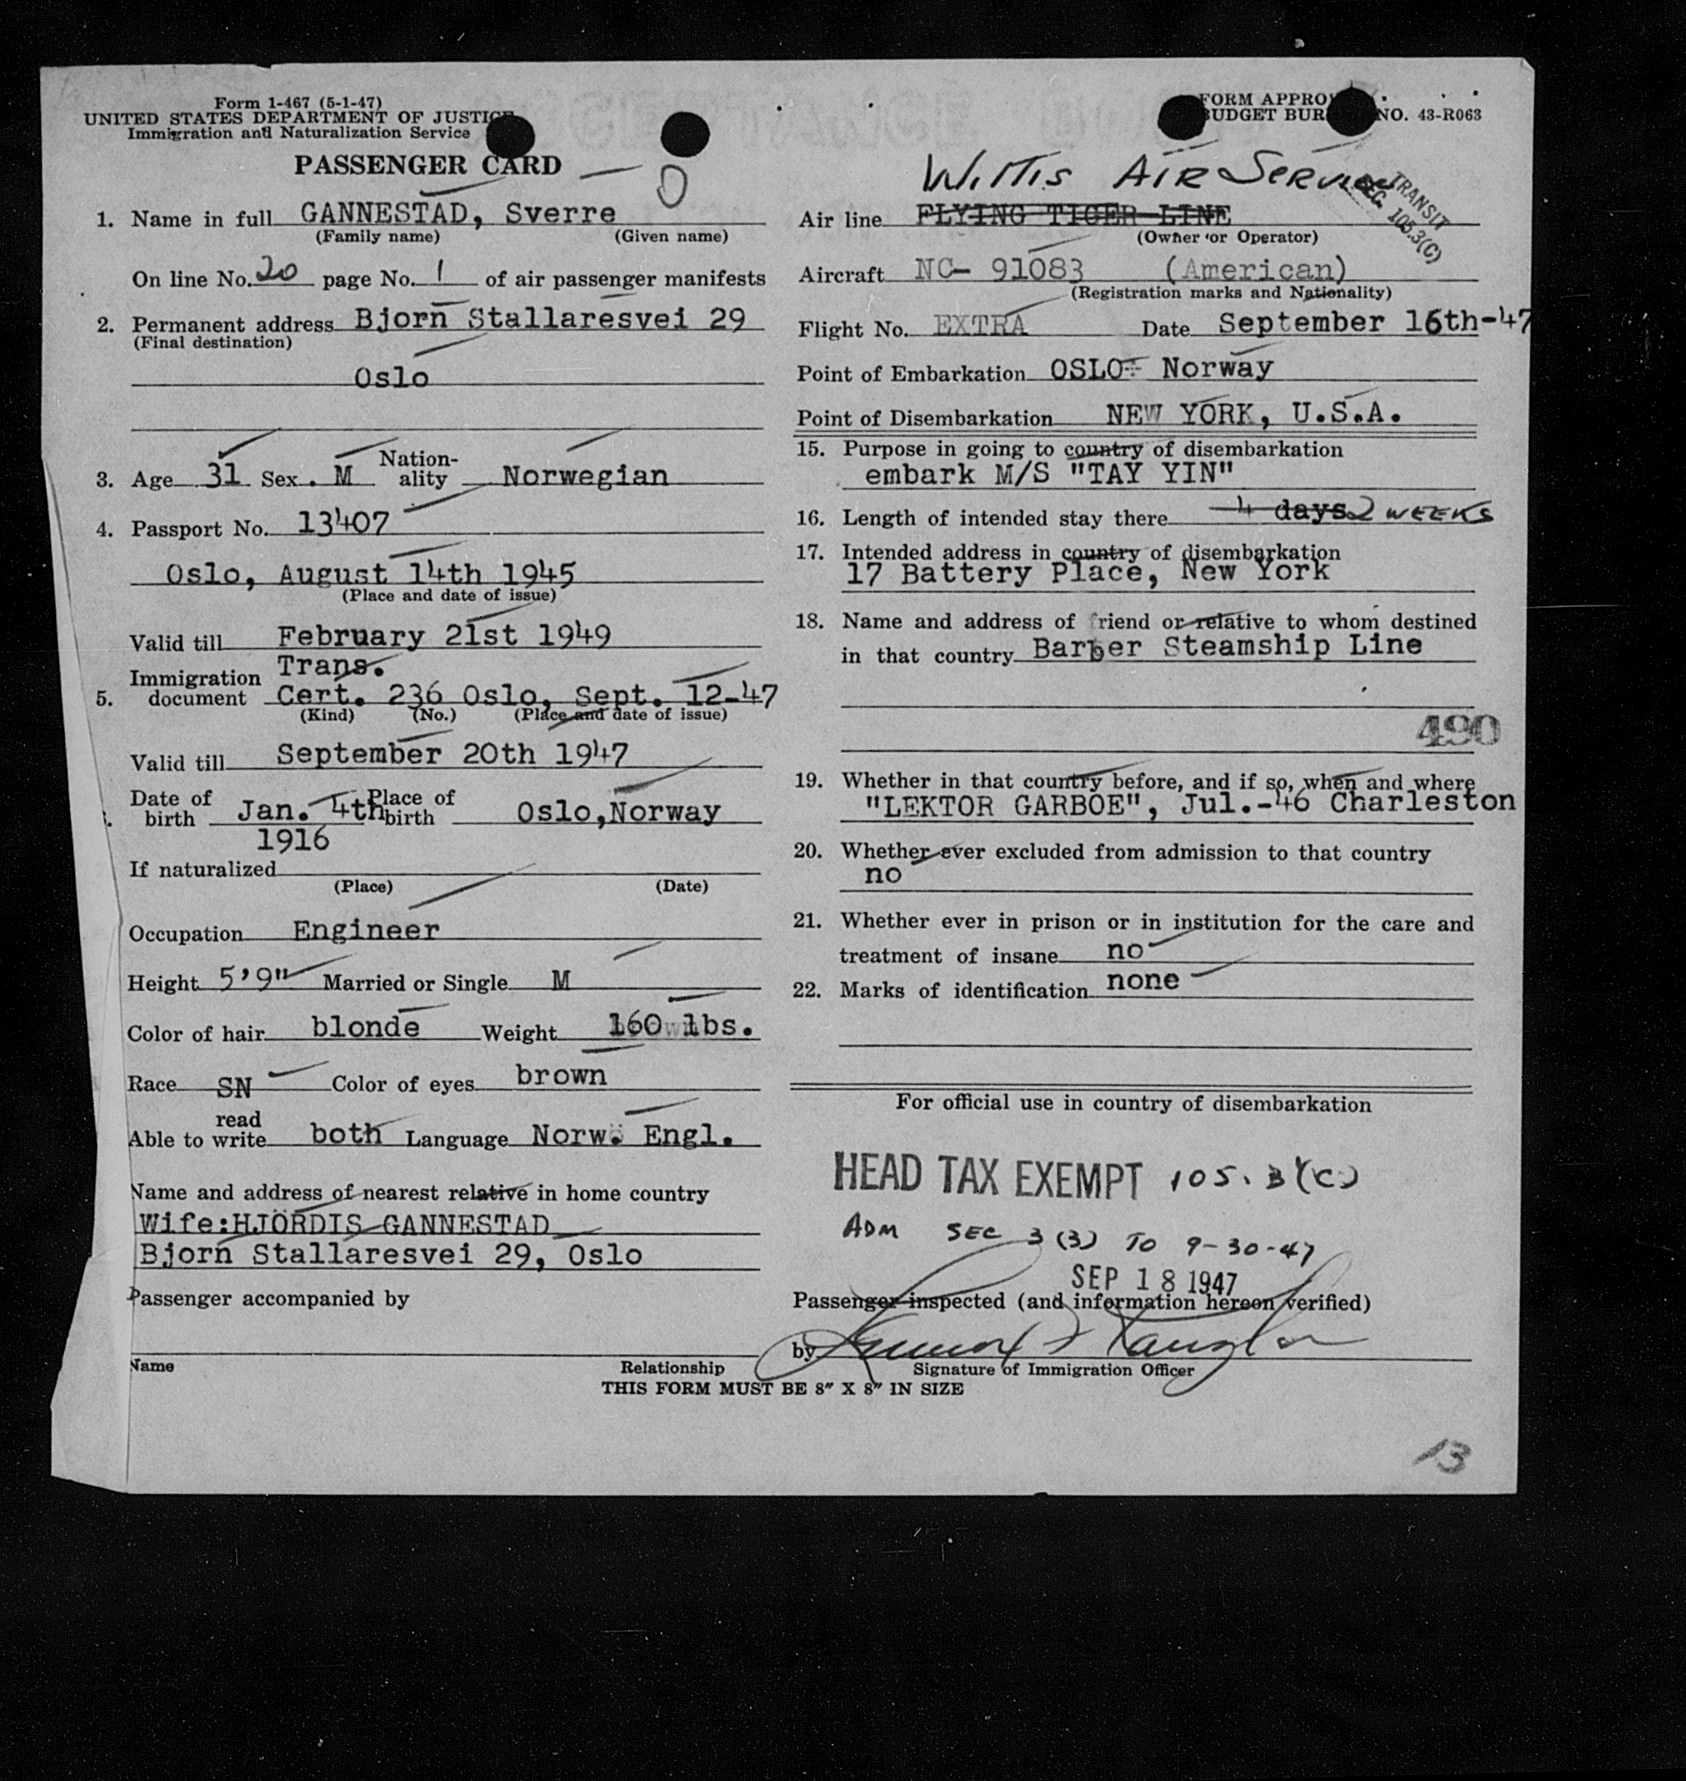 Form 1-467 (5-1-47)
UNITED STATES DEPARTMENT OF JUSTICE
Immigration and Naturalization Service
PASSENGER CARD
0
1. Name in full GANNESTAD, Sverre
(Family name) (Given name)
On line No. 20 page No. 1 of air passenger manifests
2. Permanent address Bjorn Stallaresvei 29
(Final destination)
Oslo
3. Age 31 Sex. M Nation-ality Norwegian
4. Passport No. 13407
Oslo, August 14th 1945
(Place and date of issue)
Valid till February 21st 1949
Trans.
5. Immigration document Cert. 236 Oslo, Sept. 12-47
(Kind) (No.) (Place and date of issue)
Valid till September 20th 1947
Date of birth Jan. 4th Place of birth Oslo,Norway
1916
If naturalized
(Place) (Date)
Occupation Engineer
Height 5'9" Married or Single M
Color of hair blonde Weight 160 lbs.
Race SN Color of eyes brown
Able to read write both Language Norw. Engl.
Name and address of nearest relative in home country
Wife:HJÖRDIS GANNESTAD
Bjorn Stallaresvei 29, Oslo
Passenger accompanied by
Name Relationship
FORM APPRO
BUDGET BUR NO. 43-R063
Willis AIR Service
TRANSIT
SEC. 105.3(C)
Air line FLYING TIGER LINE
(Owner or Operator)
Aircraft NC- 91083 (American)
(Registration marks and Nationality)
Flight No. EXTRA Date September 16th-47
Point of Embarkation OSLO- Norway
Point of Disembarkation NEW YORK, U.S.A.
15. Purpose in going to country of disembarkation
embark M/S "TAY YIN"
16. Length of intended stay there 4 days 2 WEEKS
17. Intended address in country of disembarkation
17 Battery Place, New York
18. Name and address of friend or relative to whom destined
in that country Barber Steamship Line
490
19. Whether in that country before, and if so, when and where
"LEKTOR GARBOE", Jul.-46 Charleston
20. Whether ever excluded from admission to that country
no
21. Whether ever in prison or in institution for the care and
treatment of insane no
22. Marks of identification none
For official use in country of disembarkation
HEAD TAX EXEMPT 105.3(C)
ADM SEC 3(3) TO 9-30-47
SEP 18 1947
Passenger inspected (and information hereon verified)
by
Signature of Immigration Officer
THIS FORM MUST BE 8" X 8" IN SIZE
13